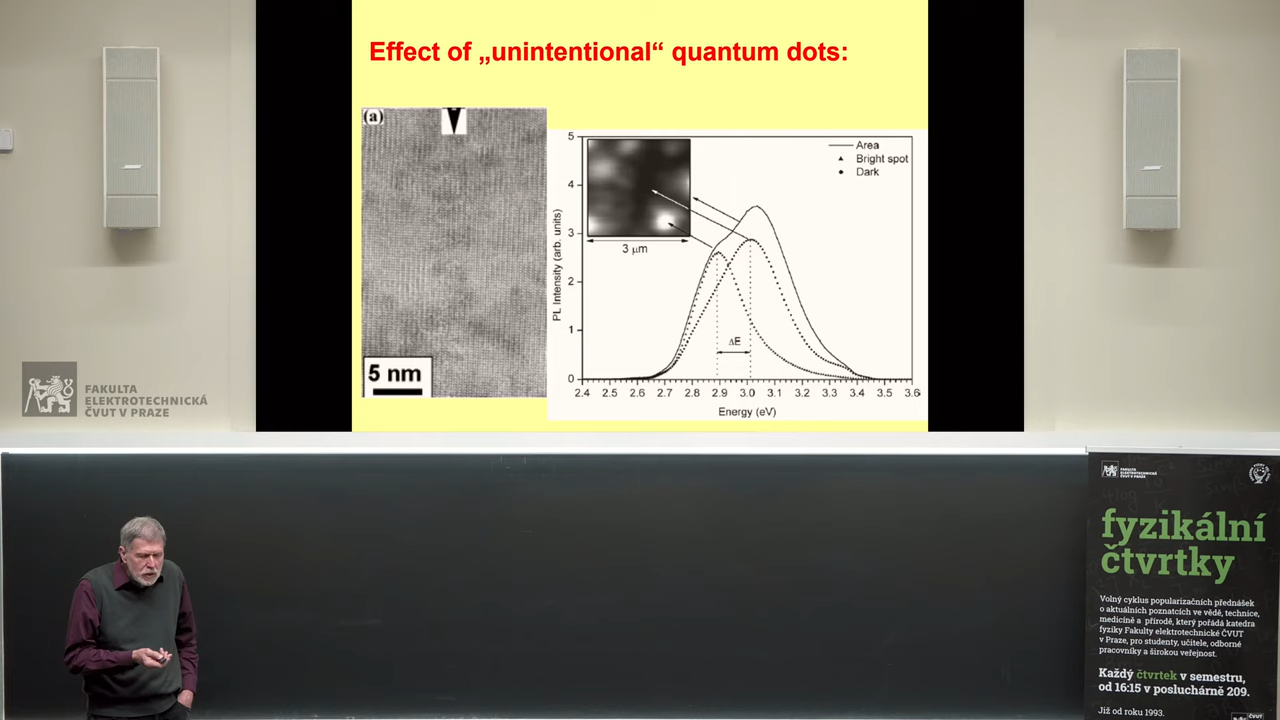 Effect of „unintentional“ quantum dots:
(a)
5 nm
PL Intensity (arb. units)
5
4
3
2
1
0
3 μm
Area
Bright spot
Dark
ΔE
2.4 2.5 2.6 2.7 2.8 2.9 3.0 3.1 3.2 3.3 3.4 3.5 3.6
Energy (eV)
FAKULTA
ELEKTROTECHNICKÁ
ČVUT V PRAZE
FAKULTA
ELEKTROTECHNICKÁ
ČVUT V PRAZE
fyzikální
čtvrtky
Volný cyklus popularizačních přednášek
o aktuálních poznatcích ve vědě, technice,
medicíně a přírodě, který pořádá katedra
fyziky Fakulty elektrotechnické ČVUT
v Praze, pro studenty, učitele, odborné
pracovníky a širokou veřejnost.
Každý čtvrtek v semestru,
od 16:15 v posluchárně 209.
Již od roku 1993.
ČVUT